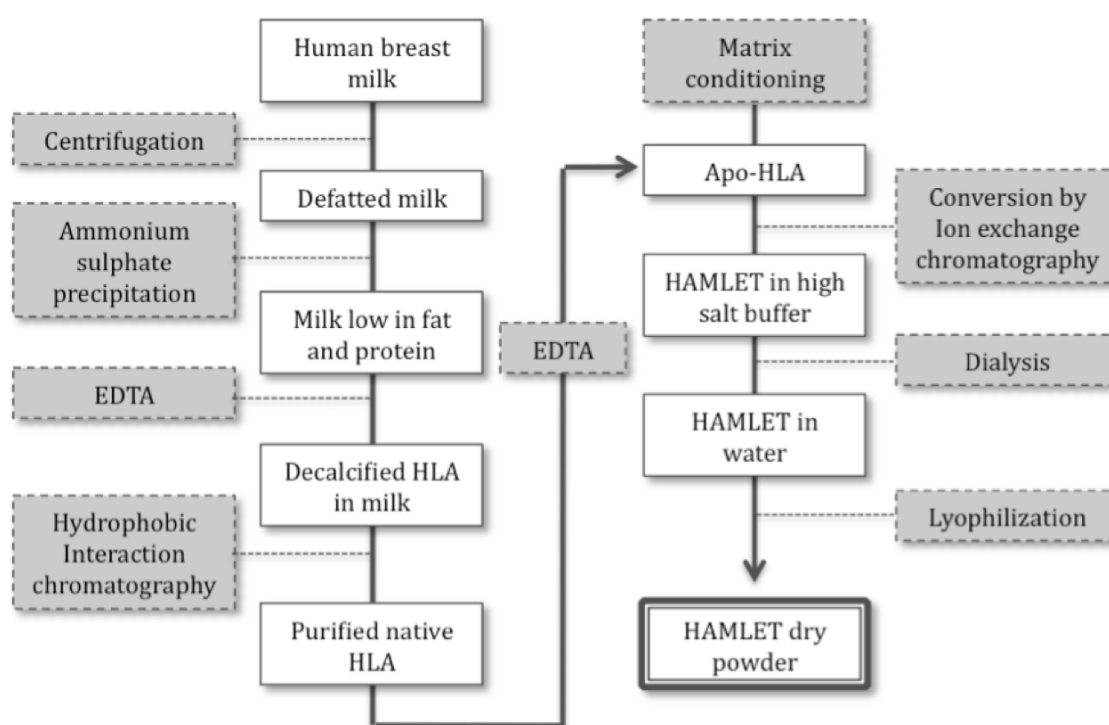 Human breast
milk
Centrifugation
Defatted milk
Ammonium
sulphate
precipitation
Milk low in fat
and protein
EDTA
Decalcified HLA
in milk
Hydrophobic
Interaction
chromatography
Purified native
HLA
EDTA
Matrix
conditioning
Apo-HLA
Conversion by
Ion exchange
chromatography
HAMLET in high
salt buffer
Dialysis
HAMLET in
water
Lyophilization
HAMLET dry
powder